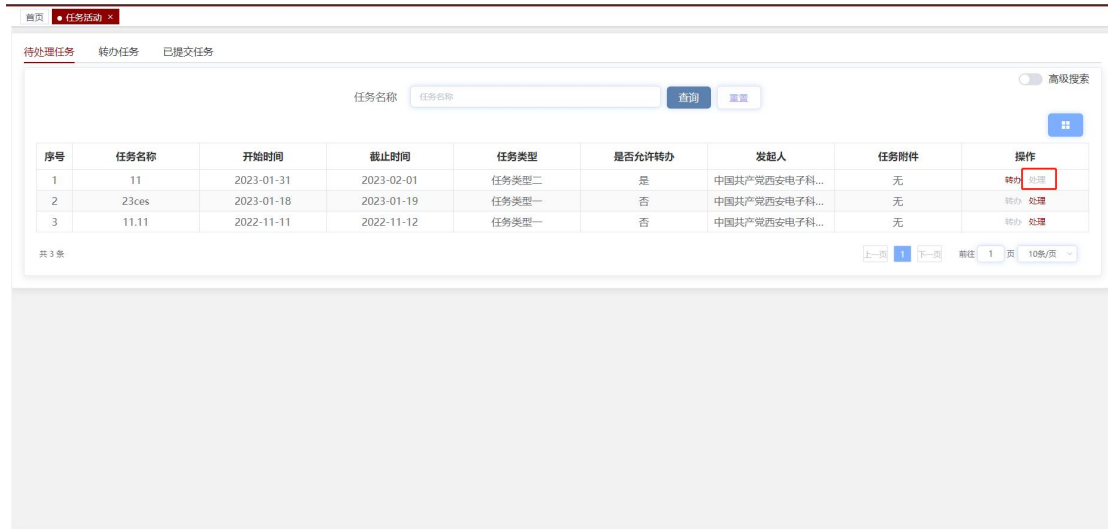 首页 • 任务活动 ×
待处理任务 转办任务 已提交任务
高级搜索
任务名称 任务名称 查询 重置
序号 任务名称 开始时间 截止时间 任务类型 是否允许转办 发起人 任务附件 操作
1 11 2023-01-31 2023-02-01 任务类型二 是 中国共产党西安电子科... 无 转办 处理
2 23ces 2023-01-18 2023-01-19 任务类型一 否 中国共产党西安电子科... 无 转办 处理
3 11.11 2022-11-11 2022-11-12 任务类型一 否 中国共产党西安电子科... 无 转办 处理
共 3 条 上一页 1 下一页 前往 1 页 10条/页